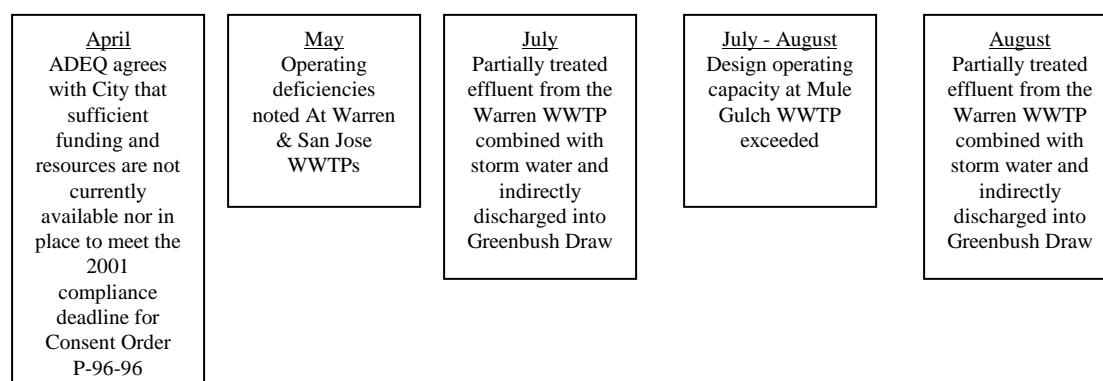 April
ADEQ agrees
with City that
sufficient
funding and
resources are not
currently
available nor in
place to meet the
2001
compliance
deadline for
Consent Order
P-96-96
May
Operating
deficiencies
noted At Warren
& San Jose
WWTPs
July
Partially treated
effluent from the
Warren WWTP
combined with
storm water and
indirectly
discharged into
Greenbush Draw
July - August
Design operating
capacity at Mule
Gulch WWTP
exceeded
August
Partially treated
effluent from the
Warren WWTP
combined with
storm water and
indirectly
discharged into
Greenbush Draw